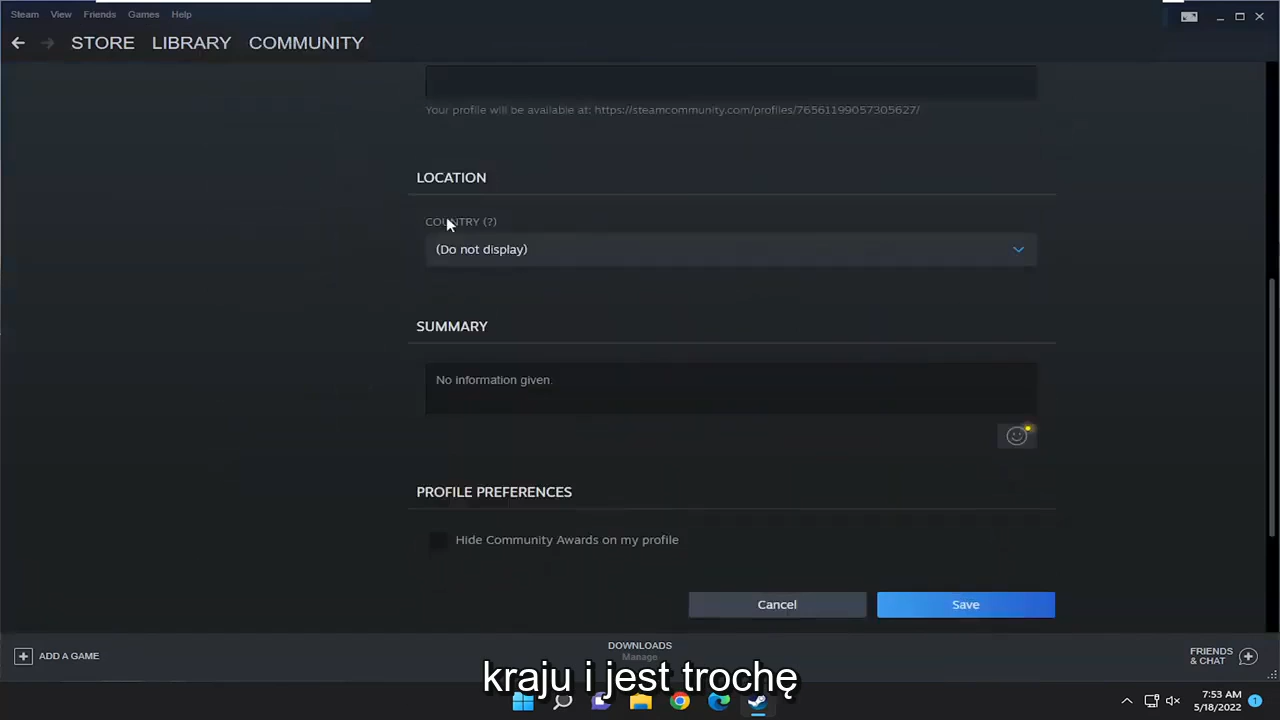 Steam View Friends Games Help
STORE LIBRARY COMMUNITY
Your profile will be available at: https://steamcommunity.com/profiles/76561199057305627/
LOCATION
COUNTRY (?)
(Do not display)
SUMMARY
No information given.
PROFILE PREFERENCES
Hide Community Awards on my profile
Cancel Save
ADD A GAME
DOWNLOADS
Manage
FRIENDS
& CHAT
kraju i jest trochę
7:53 AM
5/18/2022
1